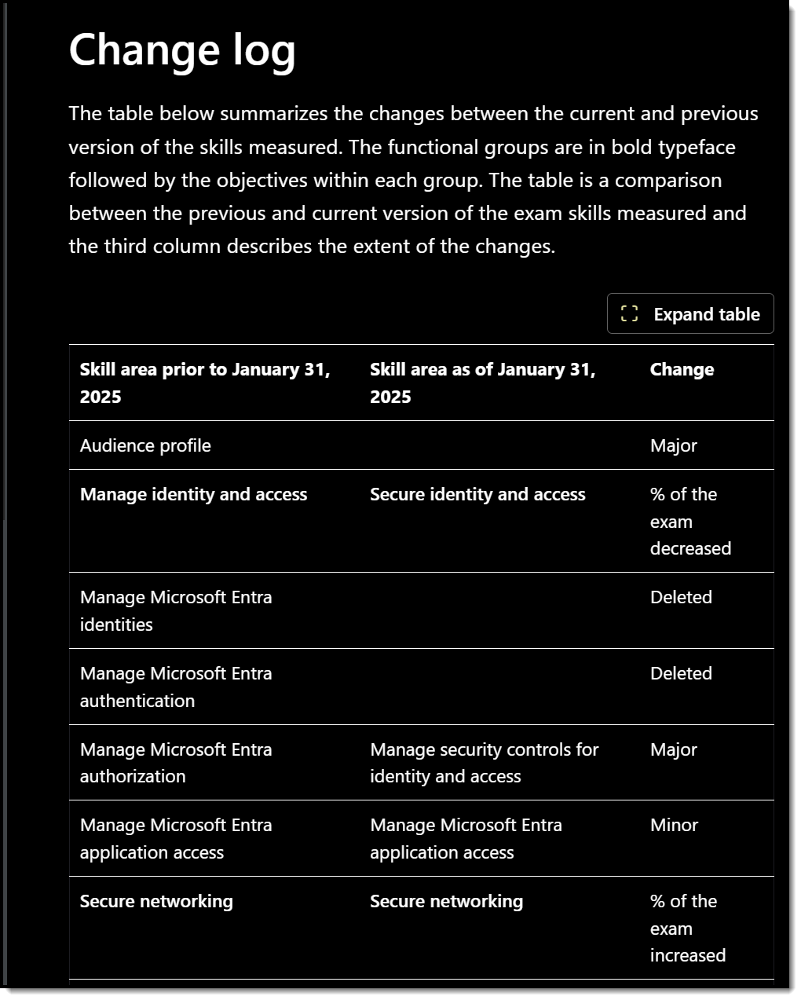 Change log
The table below summarizes the changes between the current and previous
version of the skills measured. The functional groups are in bold typeface
followed by the objectives within each group. The table is a comparison
between the previous and current version of the exam skills measured and
the third column describes the extent of the changes.
Expand table
Skill area prior to January 31,
2025
Skill area as of January 31,
2025
Change
Audience profile
Major
Manage identity and access
Secure identity and access
% of the
exam
decreased
Manage Microsoft Entra
identities
Deleted
Manage Microsoft Entra
authentication
Deleted
Manage Microsoft Entra
authorization
Manage security controls for
identity and access
Major
Manage Microsoft Entra
application access
Manage Microsoft Entra
application access
Minor
Secure networking
Secure networking
% of the
exam
increased